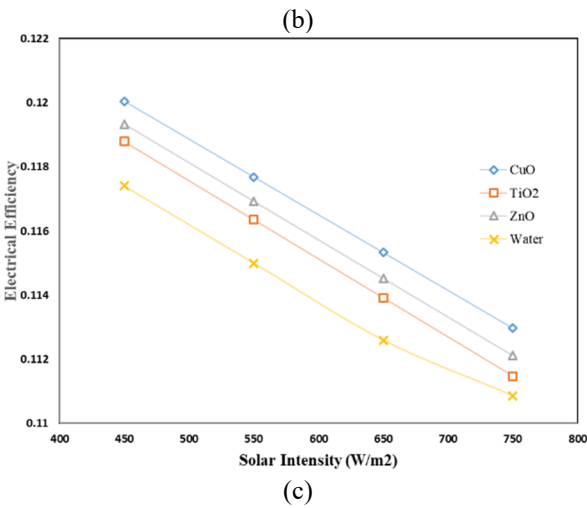 (b)
0.122
0.12
0.118
0.116
0.114
0.112
0.11
Electrical Efficiency
CuO
TiO2
ZnO
Water
400 450 500 550 600 650 700 750 800
Solar Intensity (W/m2)
(c)